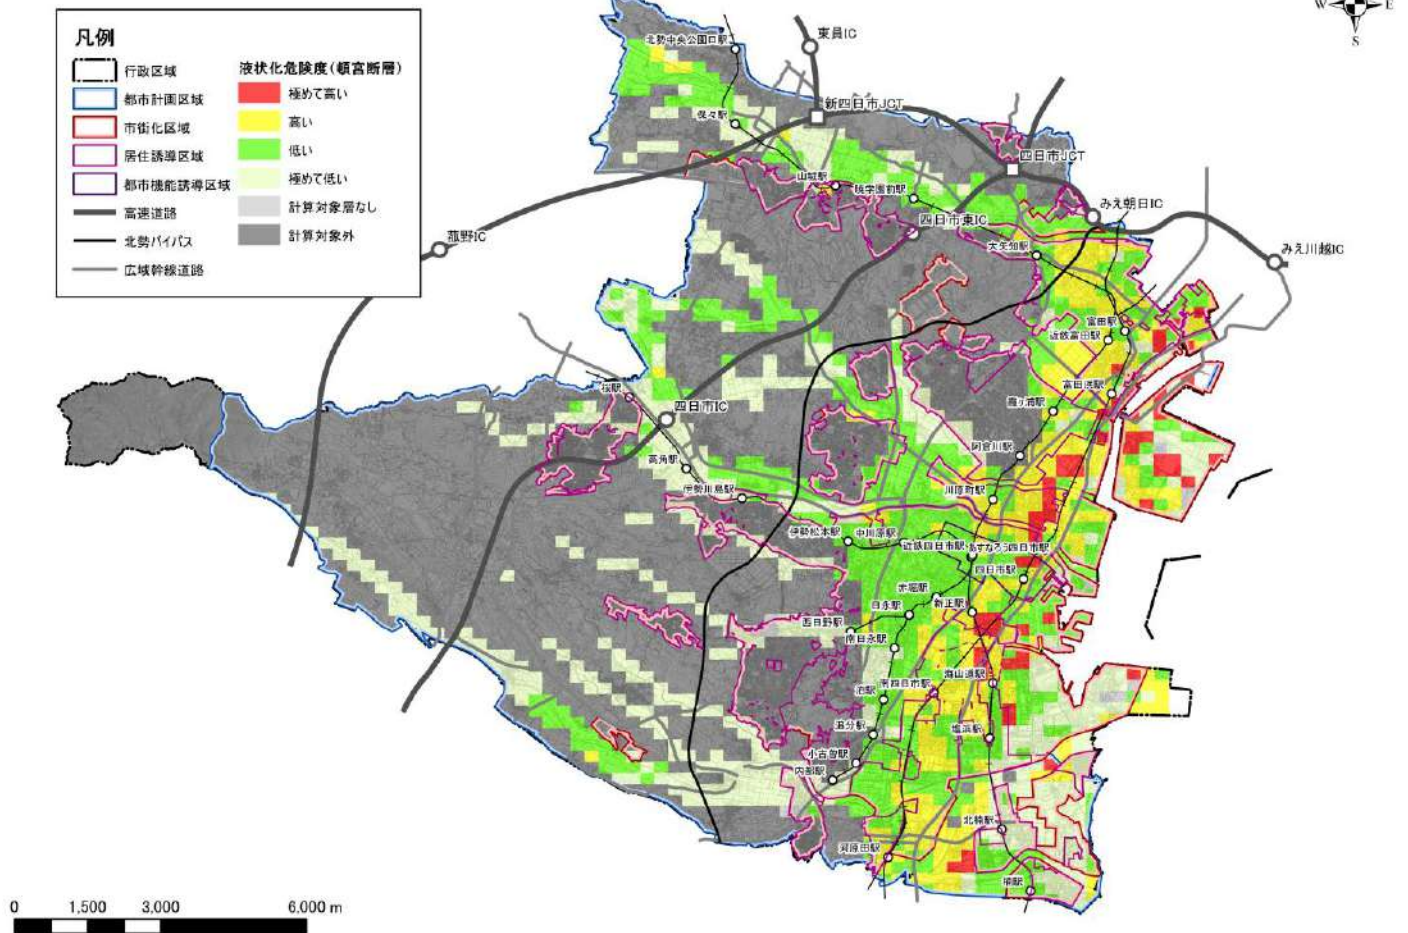 W
E
S
凡例
行政区域
都市計画区域
市街化区域
居住誘導区域
都市機能誘導区域
高速道路
北勢バイパス
広域幹線道路
液状化危険度(頓宮断層)
極めて高い
高い
低い
極めて低い
計算対象層なし
計算対象外
北勢中央公園口駅
東員IC
新四日市JCT
保々駅
四日市JCT
山城駅
暁学園前駅
みえ朝日IC
四日市東IC
菰野IC
大矢知駅
みえ川越IC
富田駅
近鉄富田駅
富田浜駅
桜駅
霞ヶ浦駅
四日市IC
阿倉川駅
高角駅
伊勢川島駅
川原町駅
伊勢松本駅
中川原駅
近鉄四日市駅
あすなろう四日市駅
四日市駅
赤堀駅
新正駅
日永駅
西日野駅
南日永駅
海山道駅
南四日市駅
泊駅
追分駅
塩浜駅
小古曽駅
内部駅
北楠駅
河原田駅
楠駅
0
1,500
3,000
6,000 m